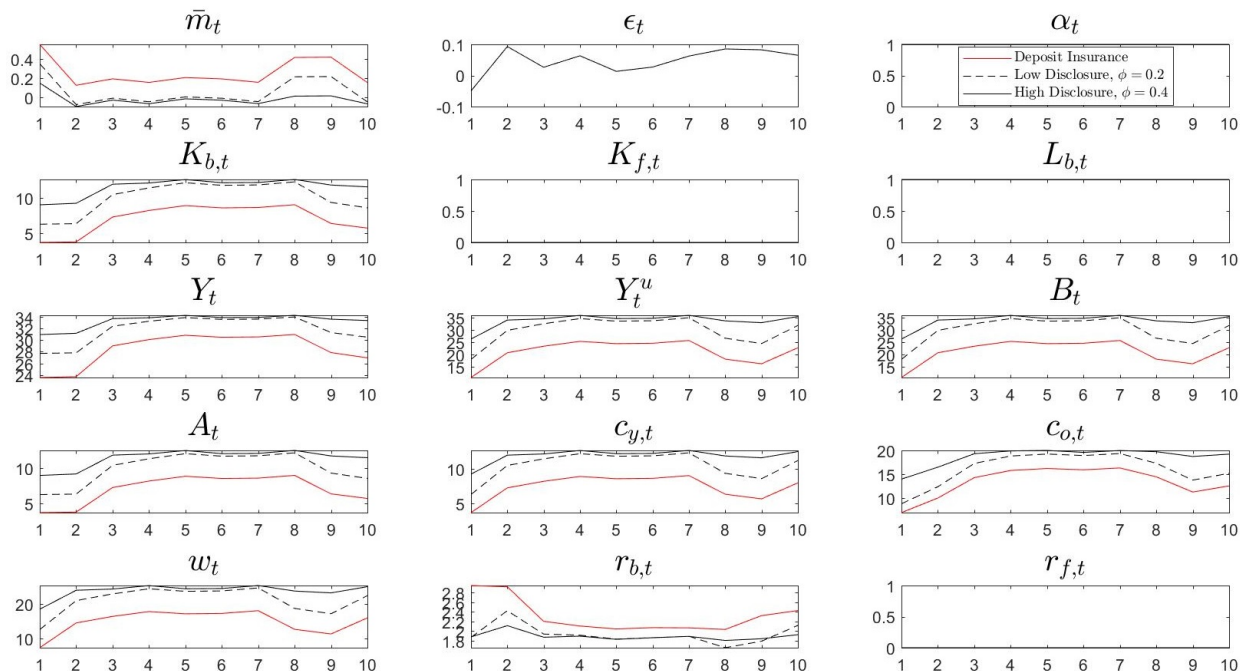 m̄_t ε_t α_t
0.4 0.1 1
0.2 0 0.5
0 -0.1 0
Deposit Insurance
Low Disclosure, ϕ = 0.2
High Disclosure, ϕ = 0.4
1 2 3 4 5 6 7 8 9 10 1 2 3 4 5 6 7 8 9 10 1 2 3 4 5 6 7 8 9 10
K_{b,t} K_{f,t} L_{b,t}
10 1 1
0.5 0.5
5 0 0
1 2 3 4 5 6 7 8 9 10 1 2 3 4 5 6 7 8 9 10 1 2 3 4 5 6 7 8 9 10
Y_t Y_t^u B_t
34 35 35
32 30 30
30 25 25
28 20 20
26 15 15
24
1 2 3 4 5 6 7 8 9 10 1 2 3 4 5 6 7 8 9 10 1 2 3 4 5 6 7 8 9 10
A_t c_{y,t} c_{o,t}
10 10 20
15
5 5 10
1 2 3 4 5 6 7 8 9 10 1 2 3 4 5 6 7 8 9 10 1 2 3 4 5 6 7 8 9 10
w_t r_{b,t} r_{f,t}
20 2.8 1
2.6
2.4 0.5
2.2
2
10 1.8 0
1 2 3 4 5 6 7 8 9 10 1 2 3 4 5 6 7 8 9 10 1 2 3 4 5 6 7 8 9 10